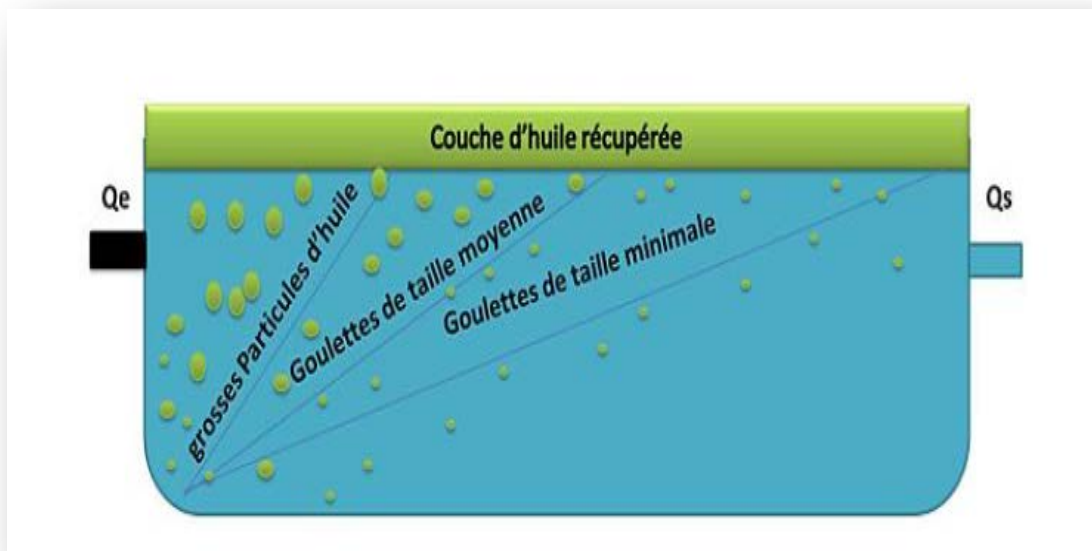 Couche d'huile récupérée
Qe
Qs
grosses Particules d'huile
Goulettes de taille moyenne
Goulettes de taille minimale